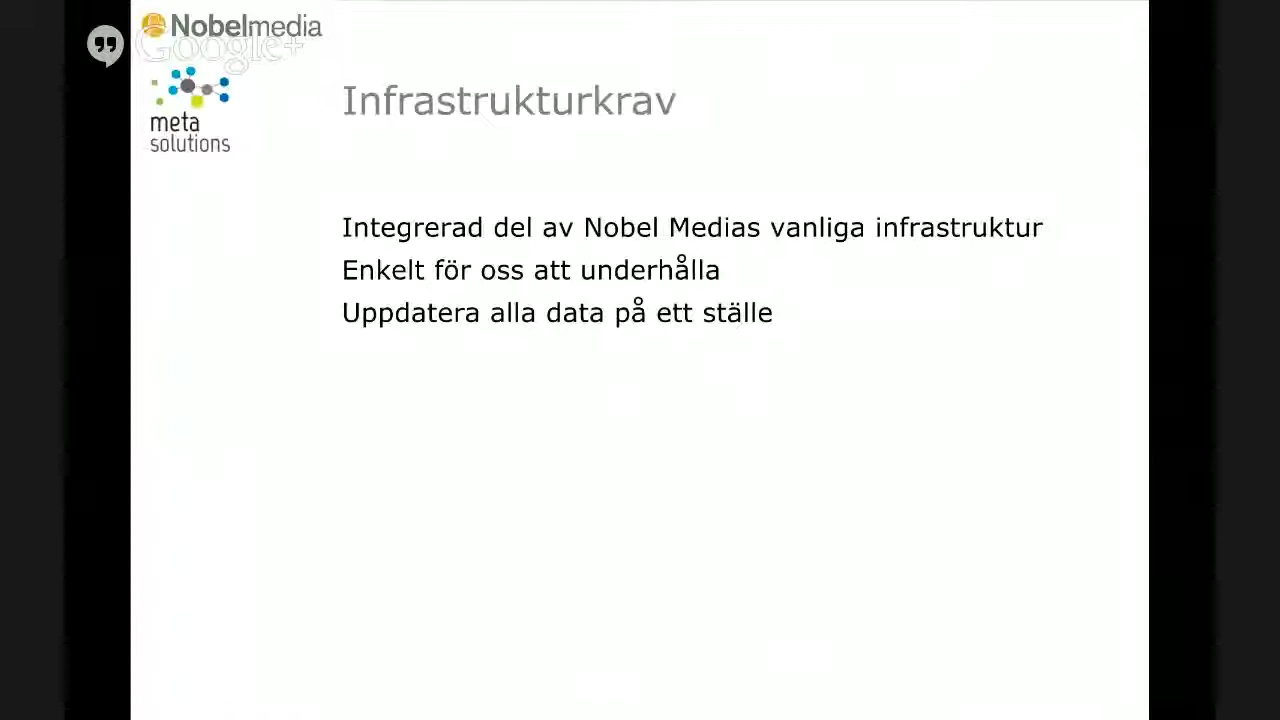 Nobelmedia
Google+
meta
solutions
Infrastrukturkrav
Integrerad del av Nobel Medias vanliga infrastruktur
Enkelt för oss att underhålla
Uppdatera alla data på ett ställe